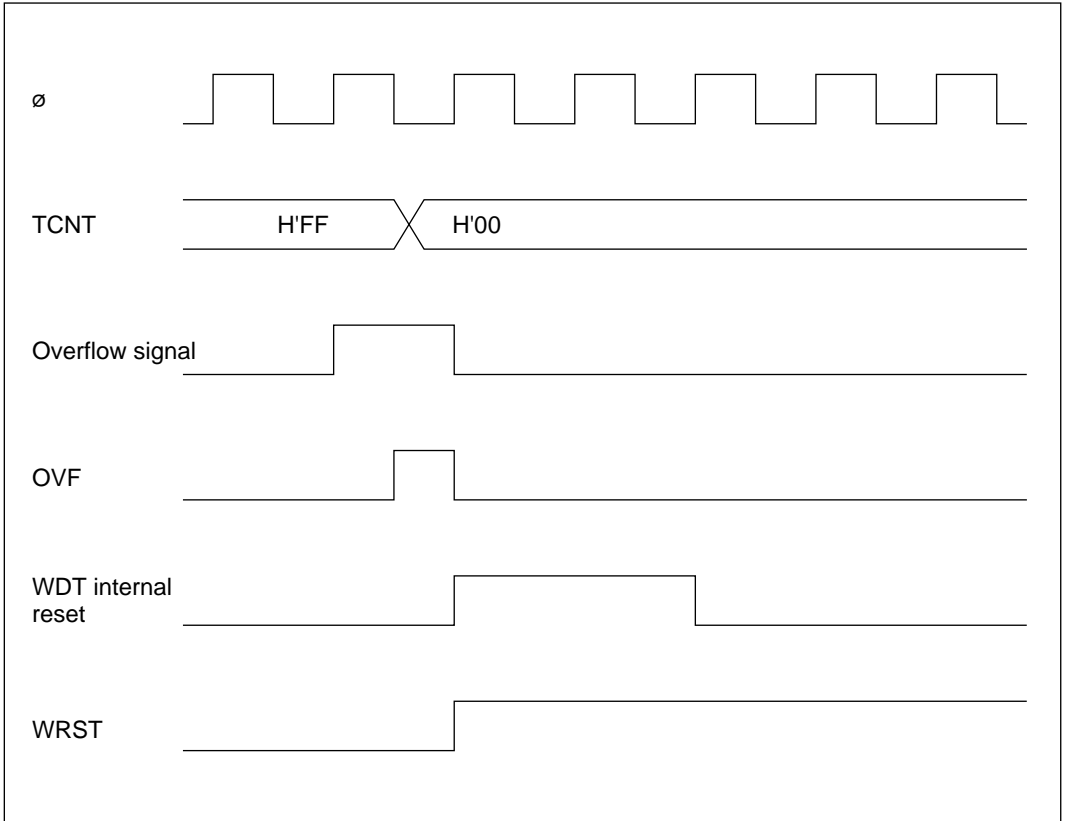 ø
TCNT H'FF H'00
Overflow signal
OVF
WDT internal
reset
WRST